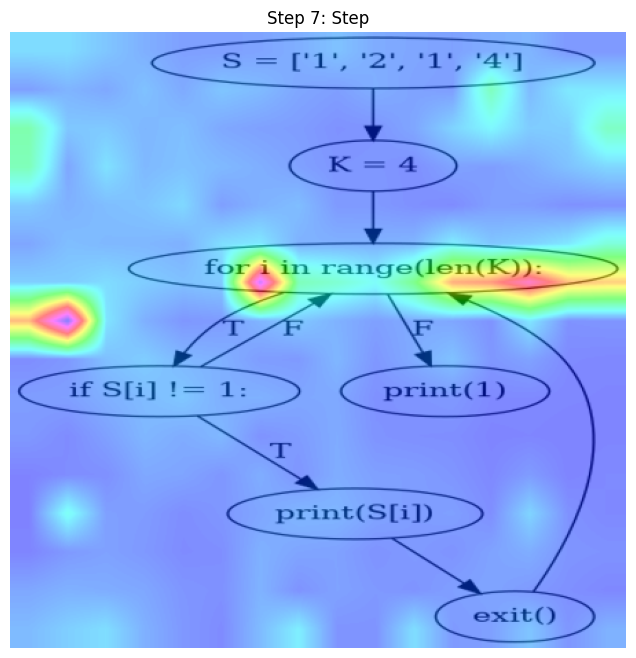 Step 7: Step
S = ['1', '2', '1', '4']
K = 4
for i in range(len(K)):
T
F
F
if S[i] != 1:
print(1)
T
print(S[i])
exit()